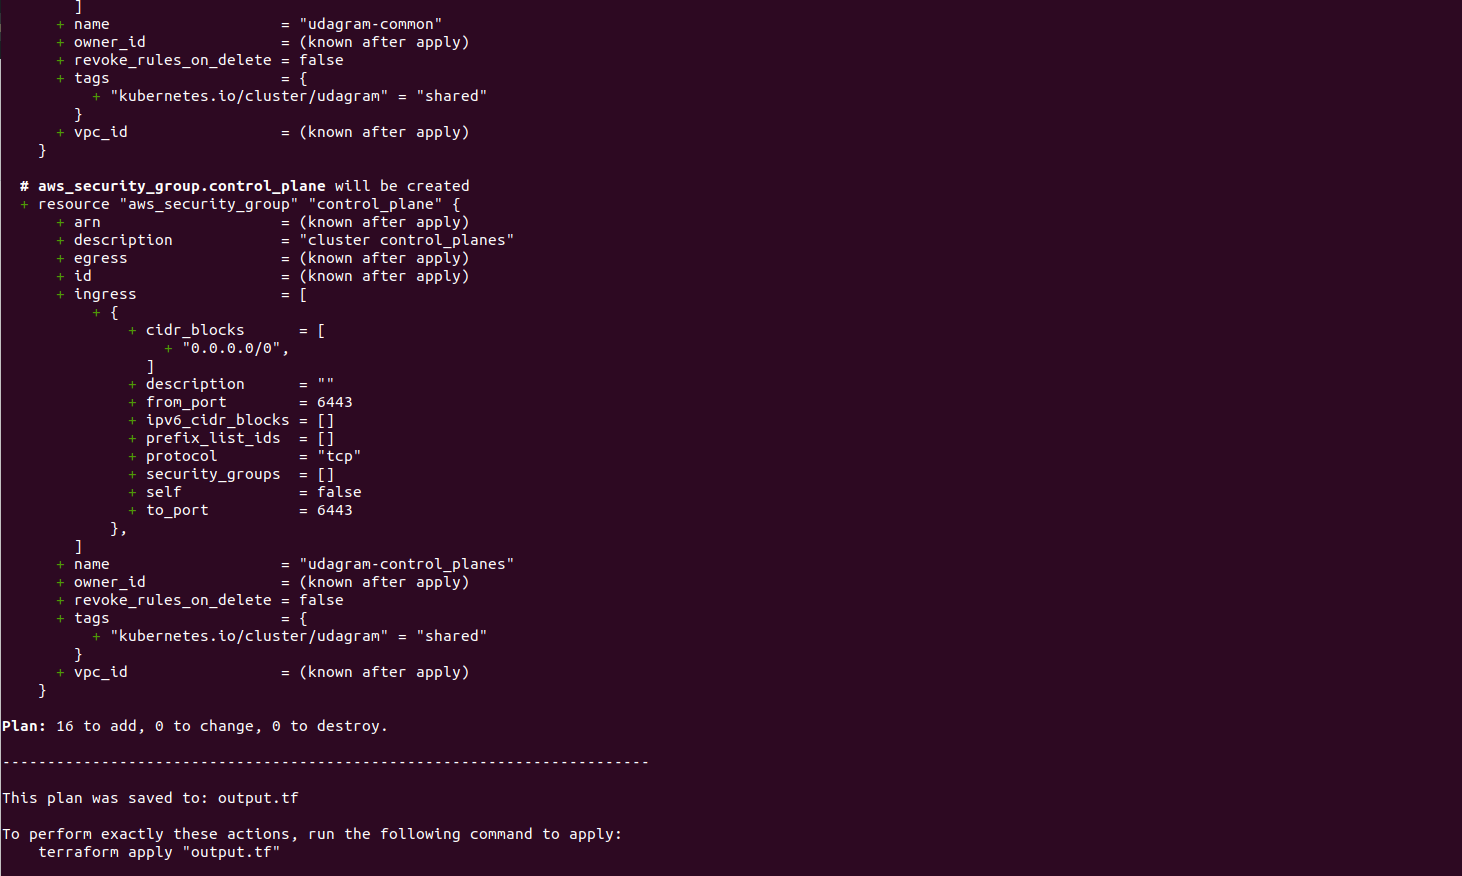 ]
      + name                   = "udagram-common"
      + owner_id               = (known after apply)
      + revoke_rules_on_delete = false
      + tags                   = {
          + "kubernetes.io/cluster/udagram" = "shared"
        }
      + vpc_id                 = (known after apply)
    }

  # aws_security_group.control_plane will be created
  + resource "aws_security_group" "control_plane" {
      + arn                    = (known after apply)
      + description            = "cluster control_planes"
      + egress                 = (known after apply)
      + id                     = (known after apply)
      + ingress                = [
          + {
              + cidr_blocks      = [
                  + "0.0.0.0/0",
                ]
              + description      = ""
              + from_port        = 6443
              + ipv6_cidr_blocks = []
              + prefix_list_ids  = []
              + protocol         = "tcp"
              + security_groups  = []
              + self             = false
              + to_port          = 6443
            },
        ]
      + name                   = "udagram-control_planes"
      + owner_id               = (known after apply)
      + revoke_rules_on_delete = false
      + tags                   = {
          + "kubernetes.io/cluster/udagram" = "shared"
        }
      + vpc_id                 = (known after apply)
    }

Plan: 16 to add, 0 to change, 0 to destroy.

------------------------------------------------------------------------

This plan was saved to: output.tf

To perform exactly these actions, run the following command to apply:
    terraform apply "output.tf"